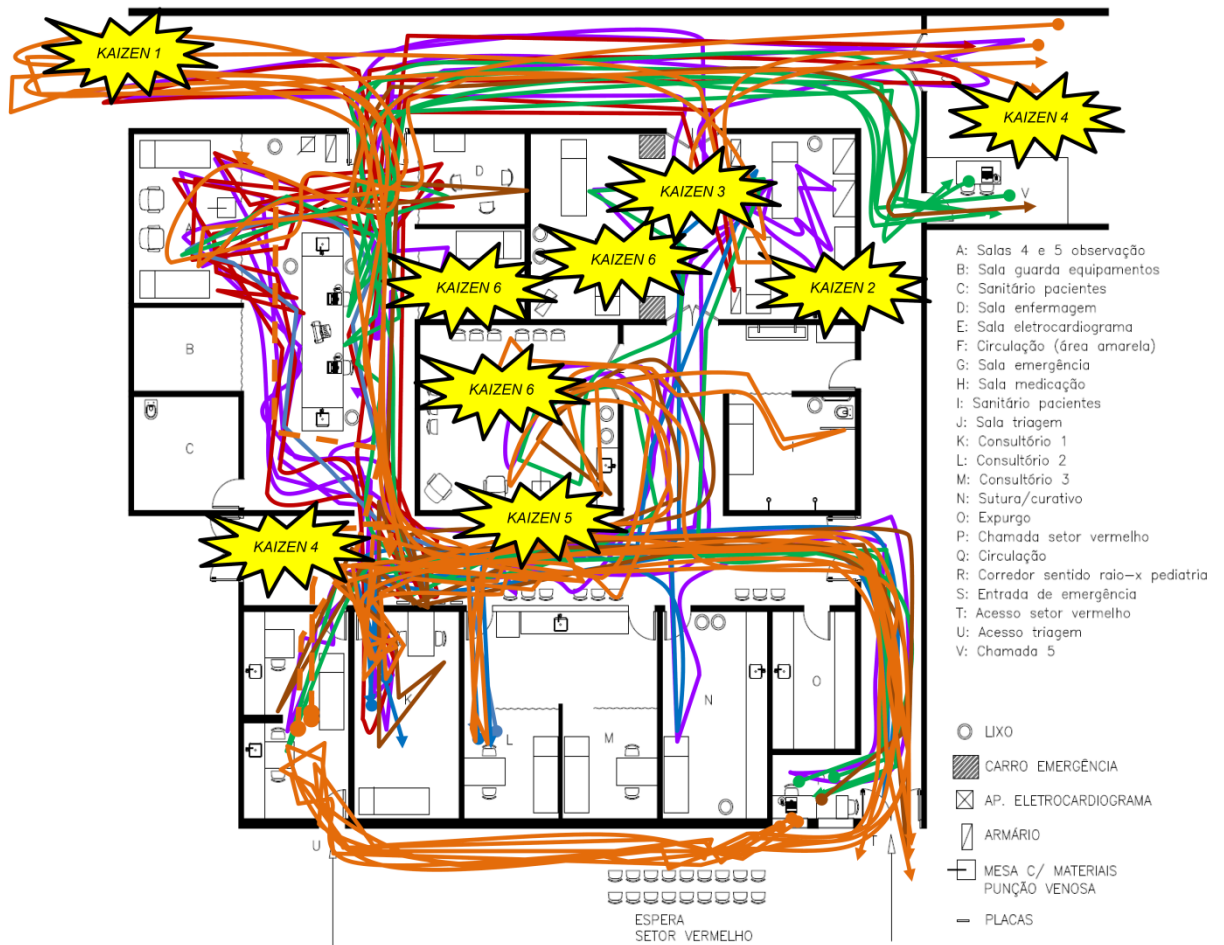 KAIZEN 1
KAIZEN 4
D
KAIZEN 3
V
A
KAIZEN 6
KAIZEN 6
KAIZEN 2
B
KAIZEN 6
C
I
KAIZEN 5
KAIZEN 4
K
L
M
N
O
U
T
ESPERA
SETOR VERMELHO
A: Salas 4 e 5 observação
B: Sala guarda equipamentos
C: Sanitário pacientes
D: Sala enfermagem
E: Sala eletrocardiograma
F: Circulação (área amarela)
G: Sala emergência
H: Sala medicação
I: Sanitário pacientes
J: Sala triagem
K: Consultório 1
L: Consultório 2
M: Consultório 3
N: Sutura/curativo
O: Expurgo
P: Chamada setor vermelho
Q: Circulação
R: Corredor sentido raio-x pediatria
S: Entrada de emergência
T: Acesso setor vermelho
U: Acesso triagem
V: Chamada 5
LIXO
CARRO EMERGÊNCIA
AP. ELETROCARDIOGRAMA
ARMÁRIO
MESA C/ MATERIAIS
PUNÇÃO VENOSA
PLACAS